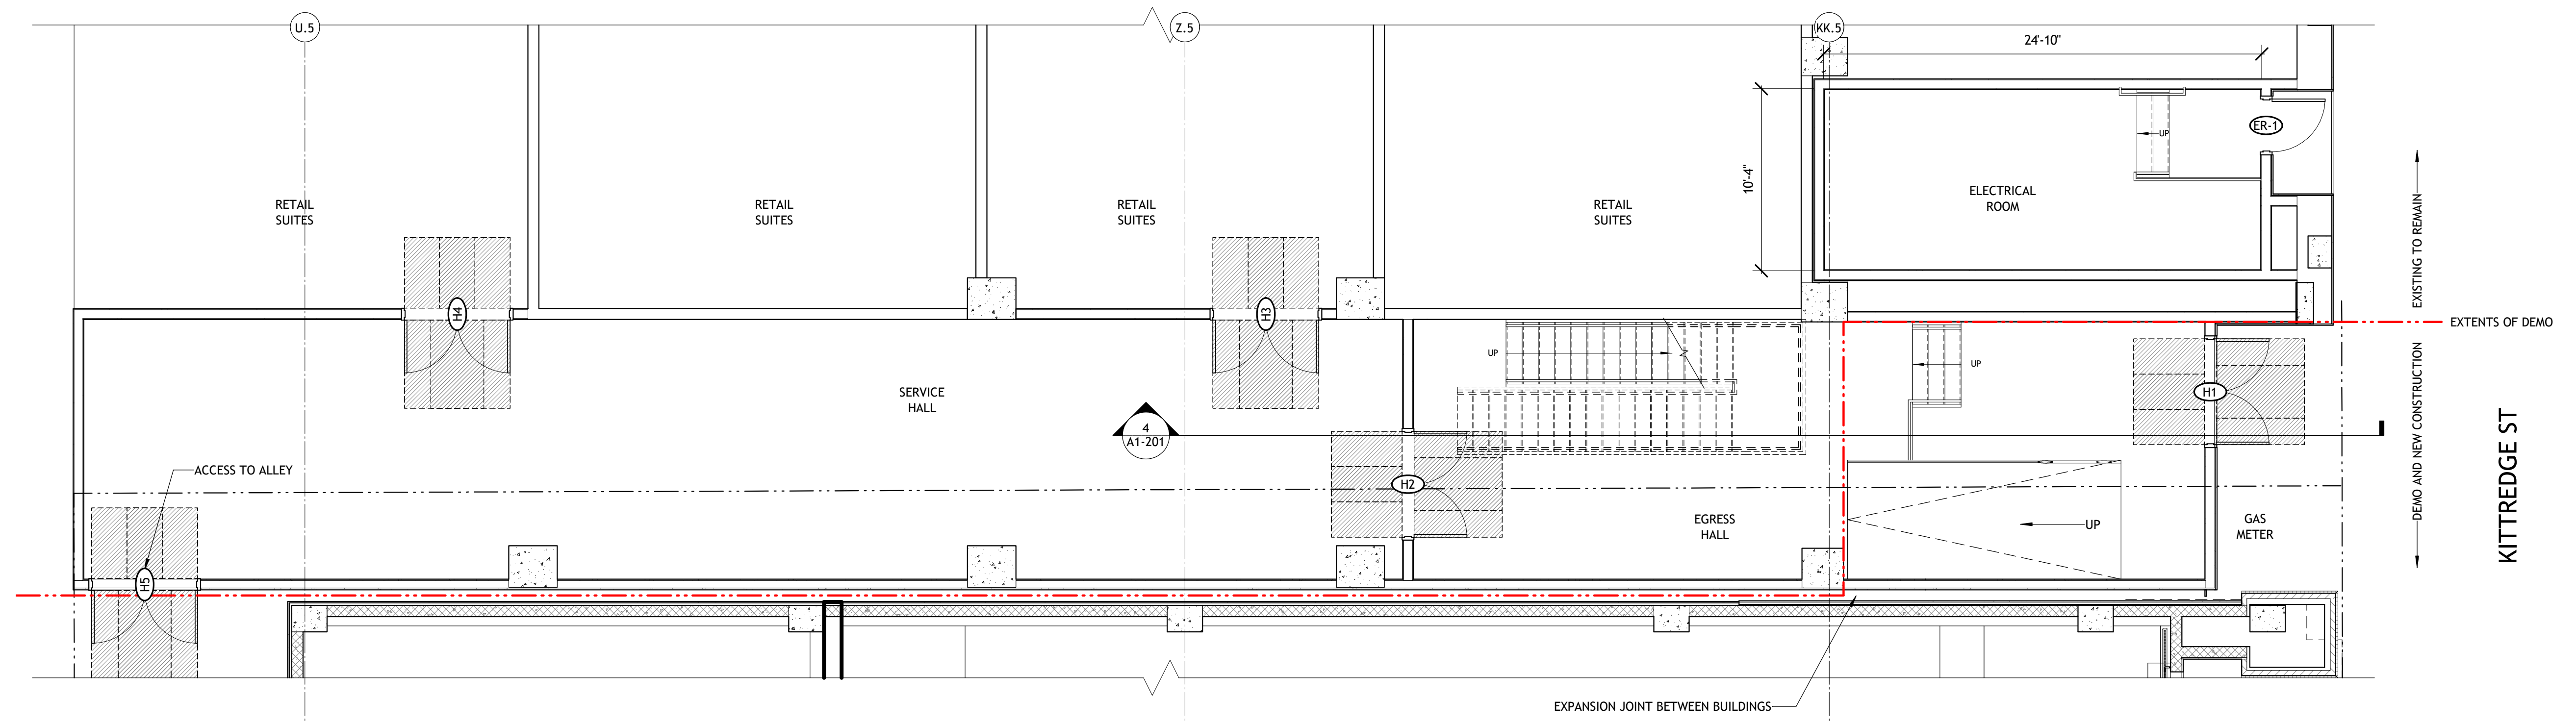 U.5
Z.5
KK.5
24'-10"
10'-4"
ER-1
UP
ELECTRICAL
ROOM
RETAIL
SUITES
RETAIL
SUITES
RETAIL
SUITES
RETAIL
SUITES
EXISTING TO REMAIN
H4
H3
EXTENTS OF DEMO
UP
UP
H1
SERVICE
HALL
4
A1-201
DEMO AND NEW CONSTRUCTION
KITTREDGE ST
ACCESS TO ALLEY
H2
EGRESS
HALL
UP
GAS
METER
H5
EXPANSION JOINT BETWEEN BUILDINGS